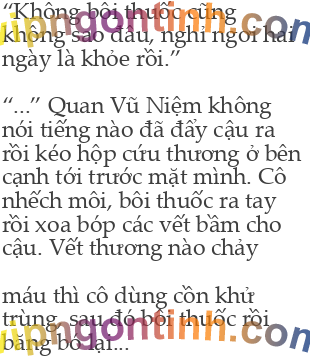 “Không bôi thuốc cũng
không sao đâu, nghỉ ngơi hai
ngày là khỏe rồi.”
“...” Quan Vũ Niệm không
nói tiếng nào đã đẩy cậu ra
rồi kéo hộp cứu thương ở bên
cạnh tới trước mặt mình. Cô
nhếch môi, bôi thuốc ra tay
rồi xoa bóp các vết bầm cho
cậu. Vết thương nào chảy
máu thì cô dùng cồn khử
trùng, sau đó bôi thuốc rồi
băng bó lại...
vipngontinh.com
vipngontinh.com